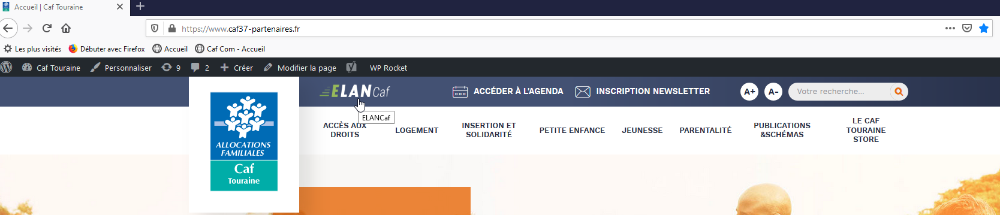 Accueil | Caf Touraine
https://www.caf37-partenaires.fr
Les plus visités Débuter avec Firefox Accueil Caf Com - Accueil
Caf Touraine Personnaliser 9 2 Créer Modifier la page WP Rocket
ELAN Caf ACCÉDER À L'AGENDA INSCRIPTION NEWSLETTER A+ A- Votre recherche...
ELANCaf
ACCÈS AUX
DROITS
LOGEMENT
INSERTION ET
SOLIDARITÉ
PETITE ENFANCE
JEUNESSE
PARENTALITÉ
PUBLICATIONS
&SCHÉMAS
LE CAF
TOURAINE
STORE
ALLOCATIONS
FAMILIALES
Caf
Touraine